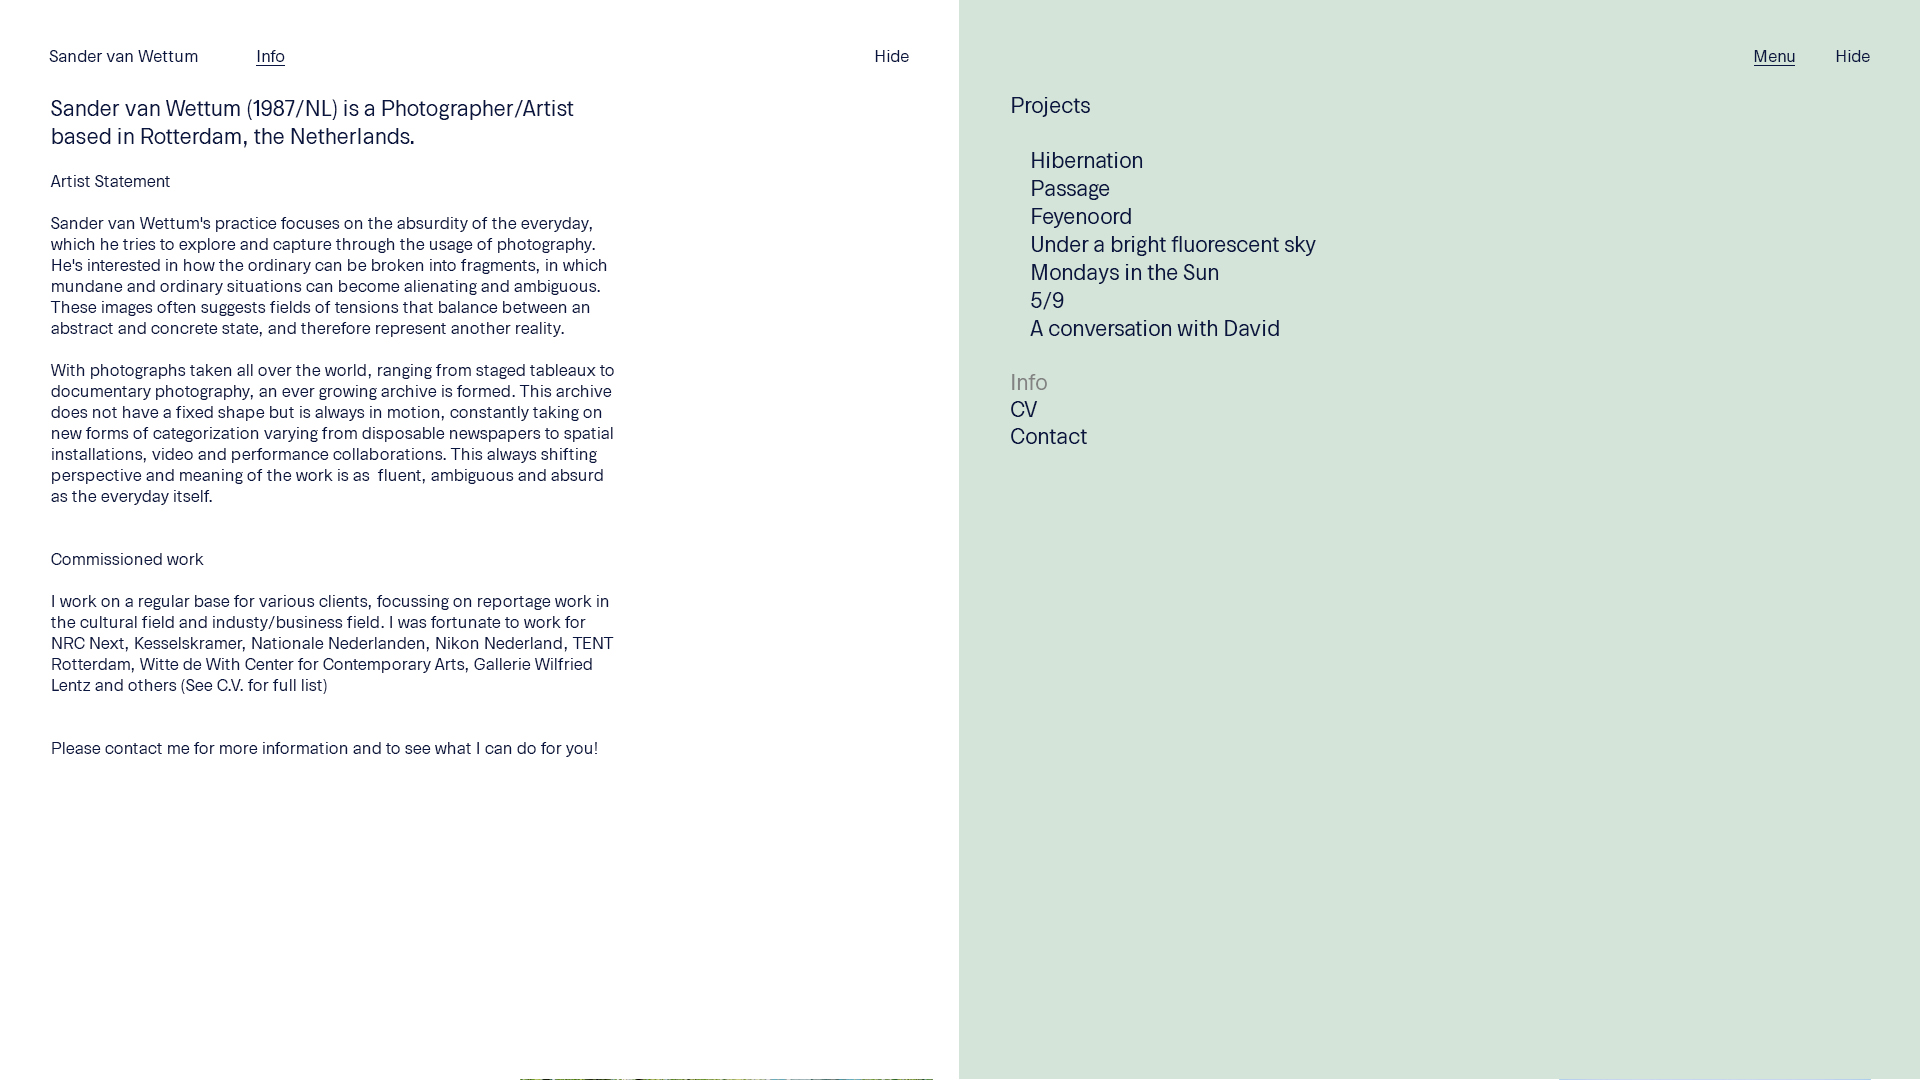 Sander van Wettum
Info
Hide
Sander van Wettum (1987/NL) is a Photographer/Artist
based in Rotterdam, the Netherlands.
Artist Statement
Sander van Wettum's practice focuses on the absurdity of the everyday,
which he tries to explore and capture through the usage of photography.
He's interested in how the ordinary can be broken into fragments, in which
mundane and ordinary situations can become alienating and ambiguous.
These images often suggests fields of tensions that balance between an
abstract and concrete state, and therefore represent another reality.
With photographs taken all over the world, ranging from staged tableaux to
documentary photography, an ever growing archive is formed. This archive
does not have a fixed shape but is always in motion, constantly taking on
new forms of categorization varying from disposable newspapers to spatial
installations, video and performance collaborations. This always shifting
perspective and meaning of the work is as  fluent, ambiguous and absurd
as the everyday itself.
Commissioned work
I work on a regular base for various clients, focussing on reportage work in
the cultural field and industy/business field. I was fortunate to work for
NRC Next, Kesselskramer, Nationale Nederlanden, Nikon Nederland, TENT
Rotterdam, Witte de With Center for Contemporary Arts, Gallerie Wilfried
Lentz and others (See C.V. for full list)
Please contact me for more information and to see what I can do for you!
Menu
Hide
Projects
Hibernation
Passage
Feyenoord
Under a bright fluorescent sky
Mondays in the Sun
5/9
A conversation with David
Info
CV
Contact